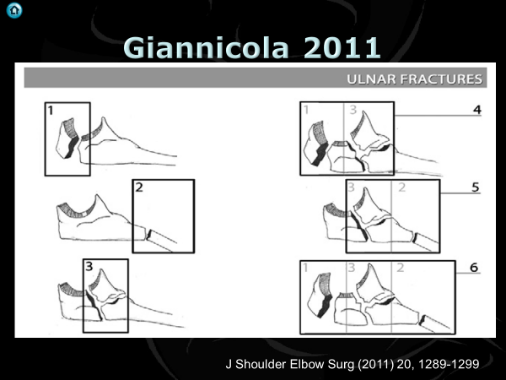 Giannicola 2011
ULNAR FRACTURES
1
1 3 4
2
3 2 5
3
1 3 2 6
J Shoulder Elbow Surg (2011) 20, 1289-1299